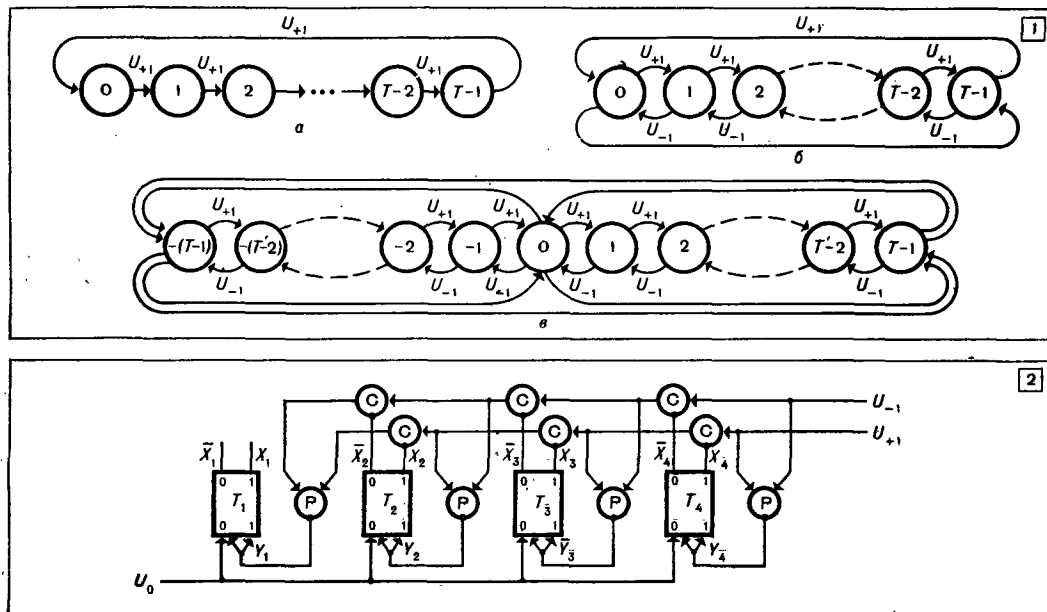 1
U+1 U+1
U+1 U+1 U+1 U+1 U+1 U+1
0 1 2 ... T−2 T−1 0 1 2 T−2 T−1
U−1 U−1 U−1
а б
U+1 U+1 U+1 U+1 U+1 U+1
−(T−1) −(T−2) −2 −1 0 1 2 T−2 T−1
U−1 U−1 U−1 U−1 U−1 U−1
в
2
C C C U−1
C C C U+1
X̄1 X1 X̄2 X2 X̄3 X3 X̄4 X4
0 1 0 1 0 1 0 1
T1 P T2 P T3 P T4 P
0 1 0 1 0 1 0 1
Y1 Y2 Y3 Y4
U0